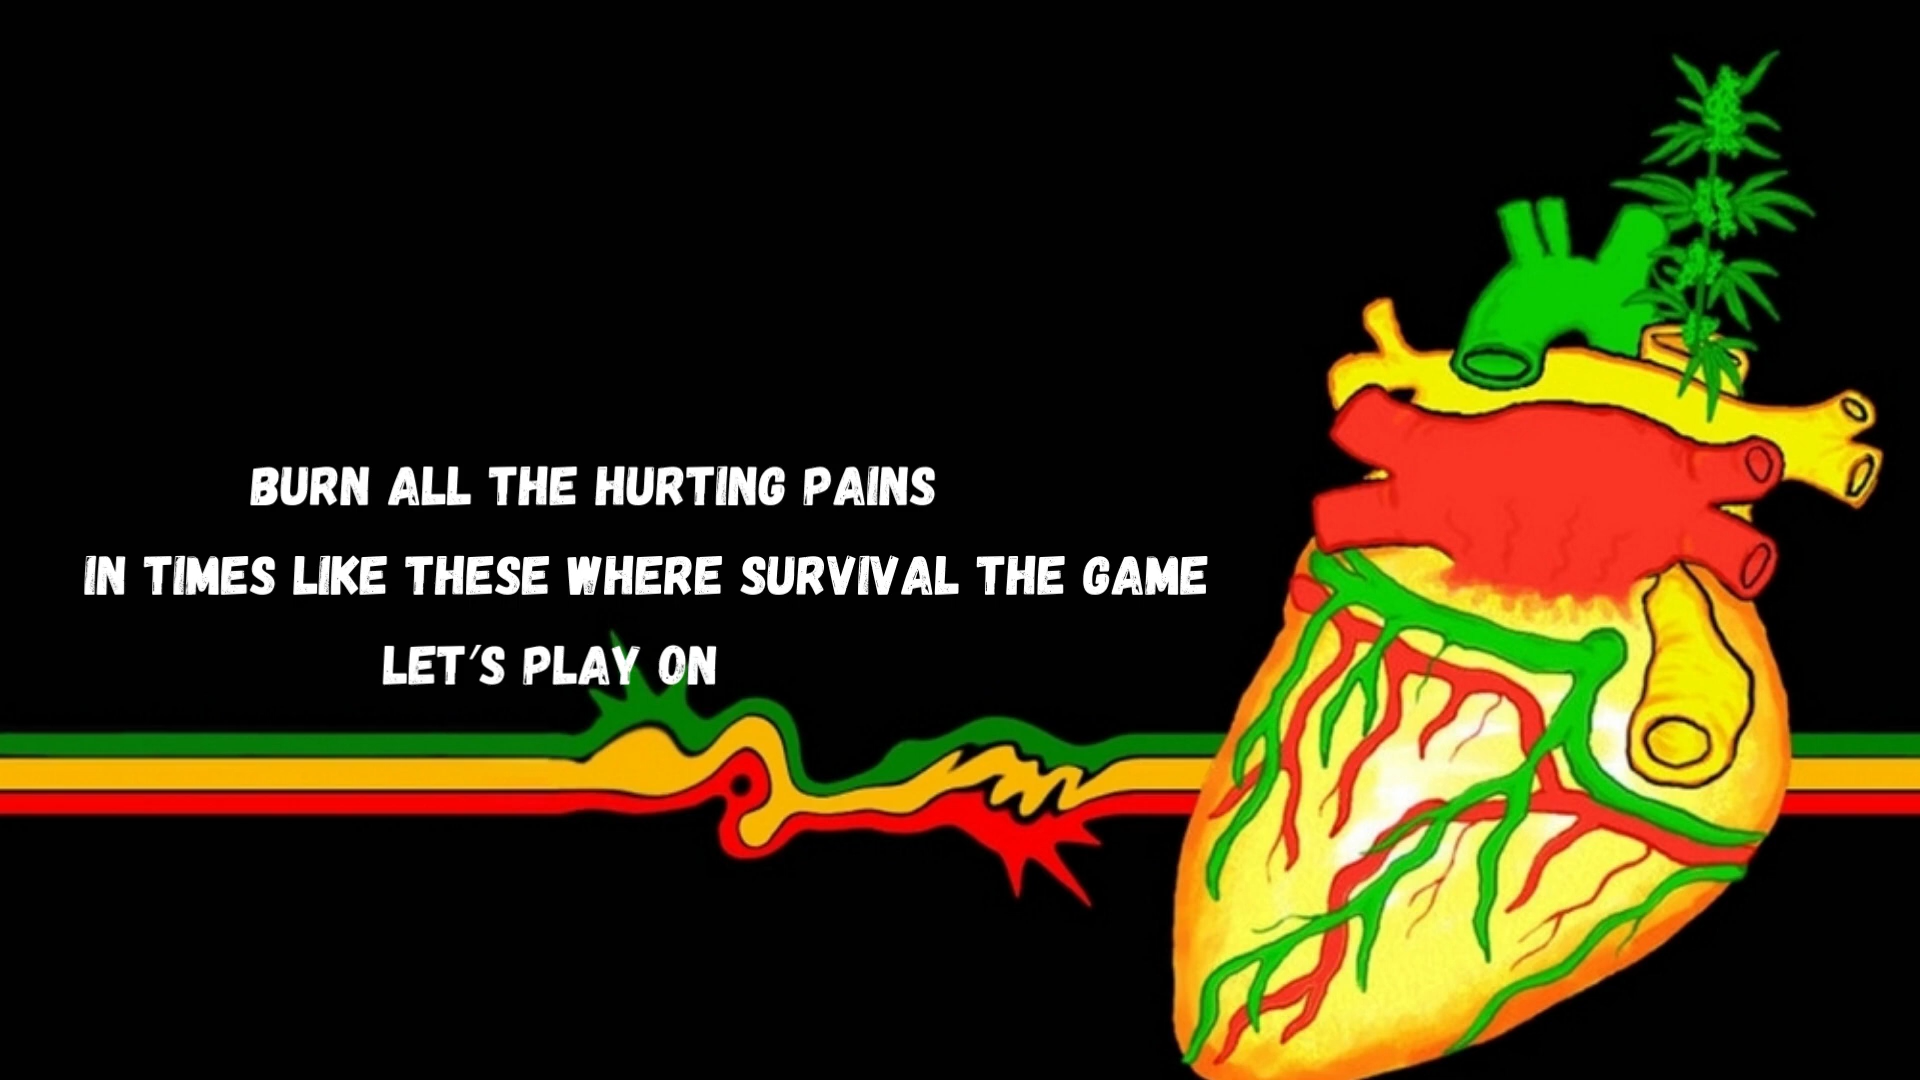 BURN ALL THE HURTING PAINS
IN TIMES LIKE THESE WHERE SURVIVAL THE GAME
LET'S PLAY ON